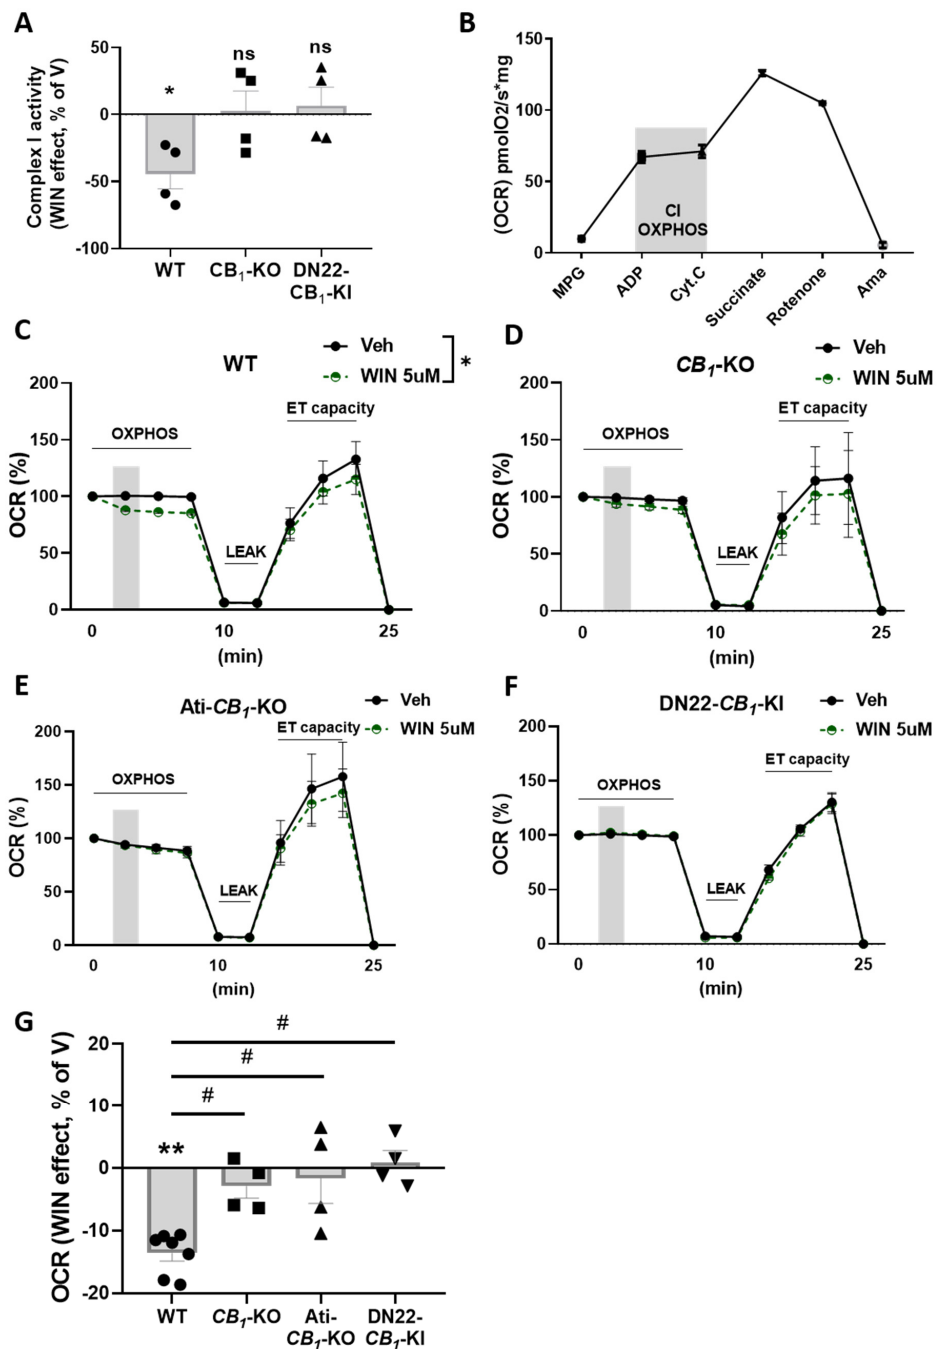 A
Complex I activity
(WIN effect, % of V)
50
0
-50
-100
*
ns
ns
WT
CB₁-KO
DN22-
CB₁-KI
B
(OCR) pmolO2/s*mg
150
100
50
0
CI
OXPHOS
MPG
ADP
Cyt.C
Succinate
Rotenone
Ama
C
WT
Veh
WIN 5uM
*
OCR (%)
200
150
100
50
0
OXPHOS
LEAK
ET capacity
0
10
25
(min)
D
CB₁-KO
Veh
WIN 5uM
OCR (%)
200
150
100
50
0
OXPHOS
LEAK
ET capacity
0
10
25
(min)
E
Ati-CB₁-KO
Veh
WIN 5uM
OCR (%)
200
150
100
50
0
OXPHOS
LEAK
ET capacity
0
10
25
(min)
F
DN22-CB₁-KI
Veh
WIN 5uM
OCR (%)
200
150
100
50
0
OXPHOS
LEAK
ET capacity
0
10
25
(min)
G
OCR (WIN effect, % of V)
20
10
0
-10
-20
#
#
#
**
WT
CB₁-KO
Ati-
CB₁-KO
DN22-
CB₁-KI